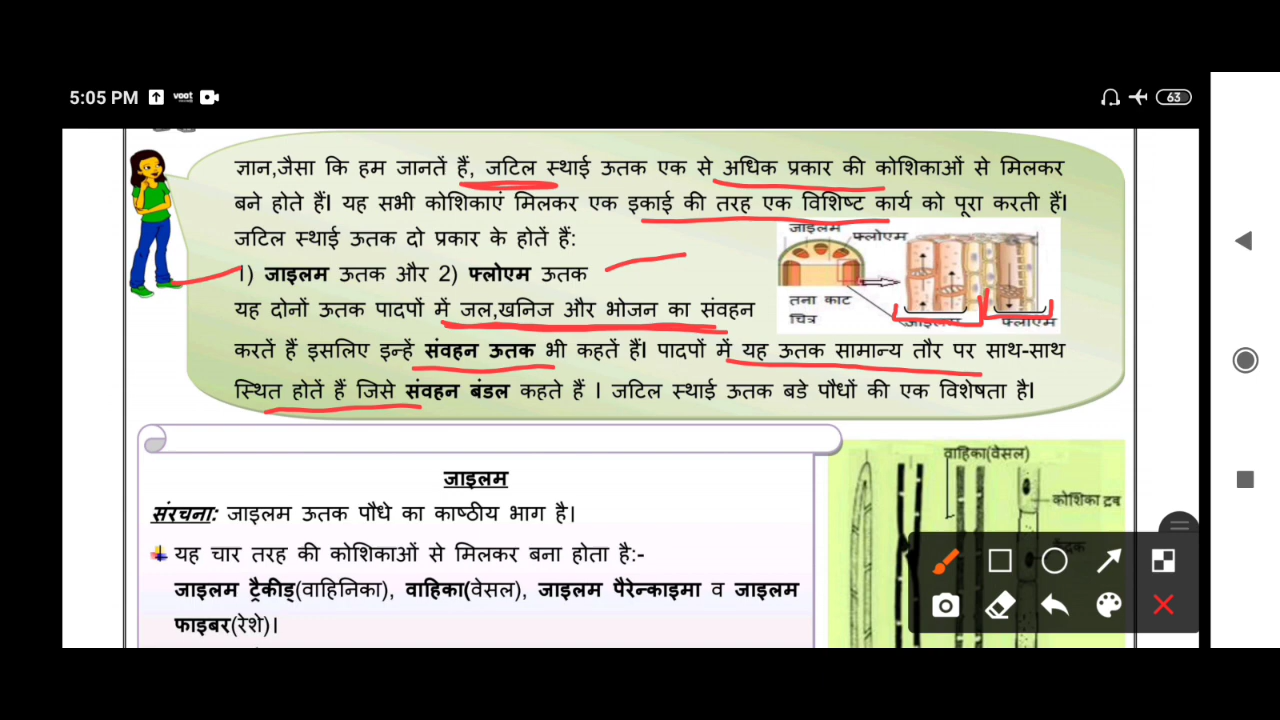 5:05 PM
voot
63
ज्ञान,जैसा कि हम जानतें हैं, जटिल स्थाई ऊतक एक से अधिक प्रकार की कोशिकाओं से मिलकर
बने होते हैं। यह सभी कोशिकाएं मिलकर एक इकाई की तरह एक विशिष्ट कार्य को पूरा करती हैं।
जटिल स्थाई ऊतक दो प्रकार के होतें हैं:
1) जाइलम ऊतक और 2) फ्लोएम ऊतक
यह दोनों ऊतक पादपों में जल,खनिज और भोजन का संवहन
करतें हैं इसलिए इन्हें संवहन ऊतक भी कहतें हैं। पादपों में यह ऊतक सामान्य तौर पर साथ-साथ
स्थित होतें हैं जिसे संवहन बंडल कहते हैं । जटिल स्थाई ऊतक बडे पौधों की एक विशेषता है।
जाइलम
फ्लोएम
तना काट
चित्र
जाइलम
फ्लोएम
जाइलम
संरचना: जाइलम ऊतक पौधे का काष्ठीय भाग है।
यह चार तरह की कोशिकाओं से मिलकर बना होता है:-
जाइलम ट्रैकीड्(वाहिनिका), वाहिका(वेसल), जाइलम पैरेन्काइमा व जाइलम
फाइबर(रेशे)।
वाहिका(वेसल)
कोशिका द्रव